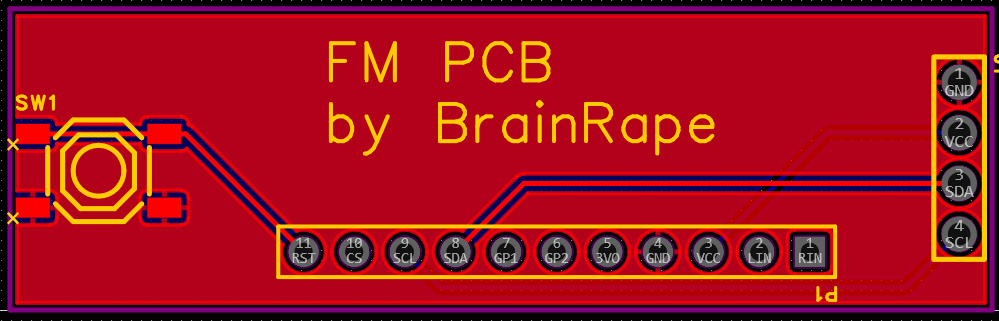 FM PCB
by BrainRape
SW1
1
GND
2
VCC
3
SDA
4
SCL
11 10 9 8 7 6 5 4 3 2 1
RST CS SCL SDA GP1 GP2 3VO GND VCC LIN RIN
P1